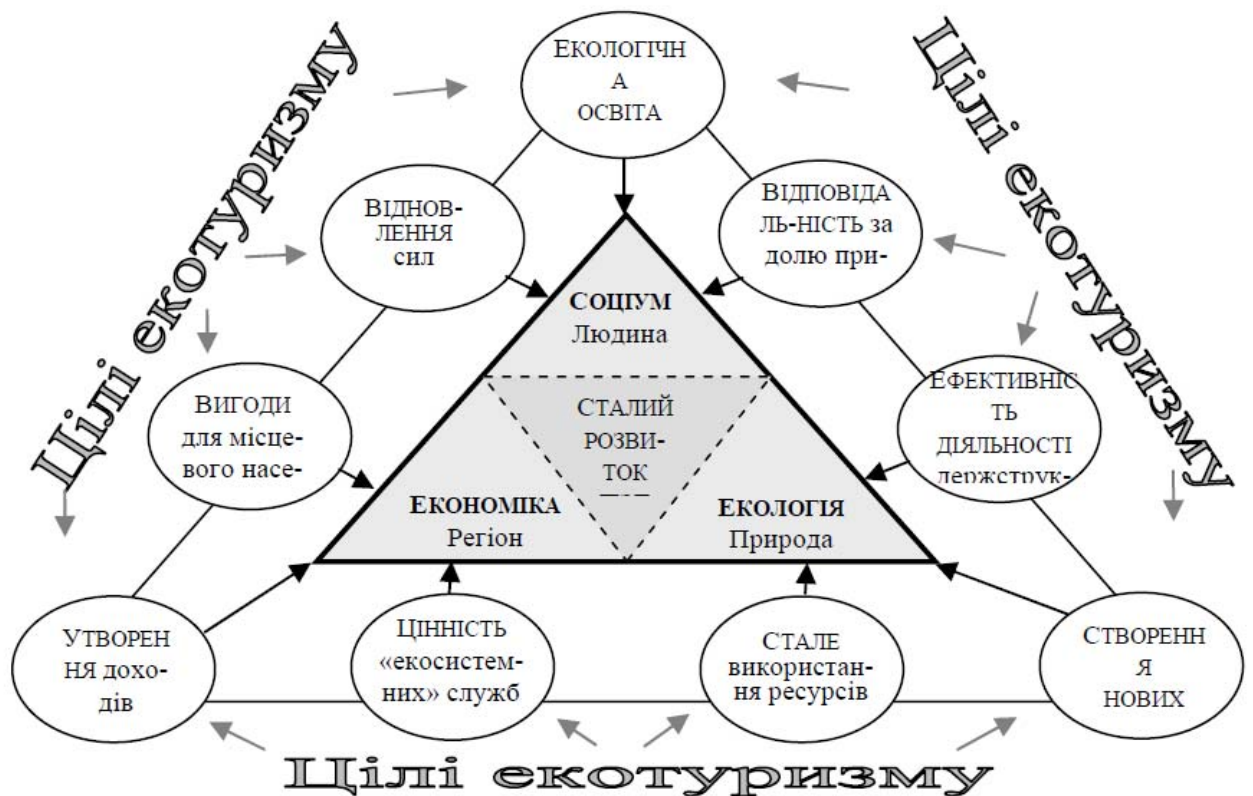 Цілі екотуризму
Цілі екотуризму
ЕКОЛОГІЧН
А
ОСВІТА
ВІДНОВ-
ЛЕННЯ
сил
ВІДПОВІДА
ЛЬ-НІСТЬ за
долю при-
СОЦІУМ
Людина
ВИГОДИ
для місце-
вого насе-
СТАЛИЙ
РОЗВИ-
ТОК
ЕФЕКТИВНІС
ТЬ
ДІЯЛЬНОСТІ
держструк-
ЕКОНОМІКА
Регіон
ЕКОЛОГІЯ
Природа
УТВОРЕН
НЯ дохо-
дів
ЦІННІСТЬ
«екосистем-
них» служб
СТАЛЕ
використан-
ня ресурсів
СТВОРЕНН
Я
НОВИХ
Цілі екотуризму